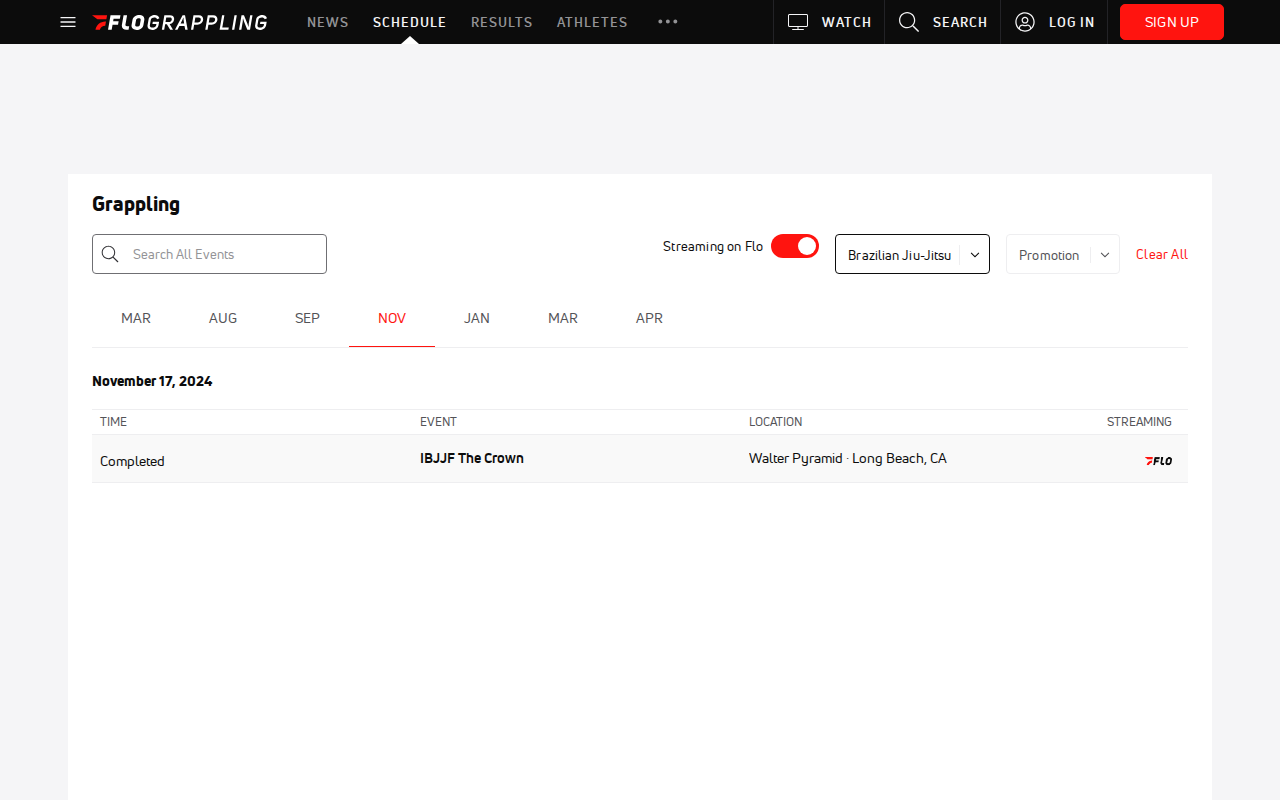 FLOGRAPPLING NEWS SCHEDULE RESULTS ATHLETES WATCH SEARCH LOG IN SIGN UP
Grappling
Search All Events Streaming on Flo Brazilian Jiu-Jitsu Promotion Clear All
MAR AUG SEP NOV JAN MAR APR
November 17, 2024
TIME EVENT LOCATION STREAMING
Completed IBJJF The Crown Walter Pyramid · Long Beach, CA FLO